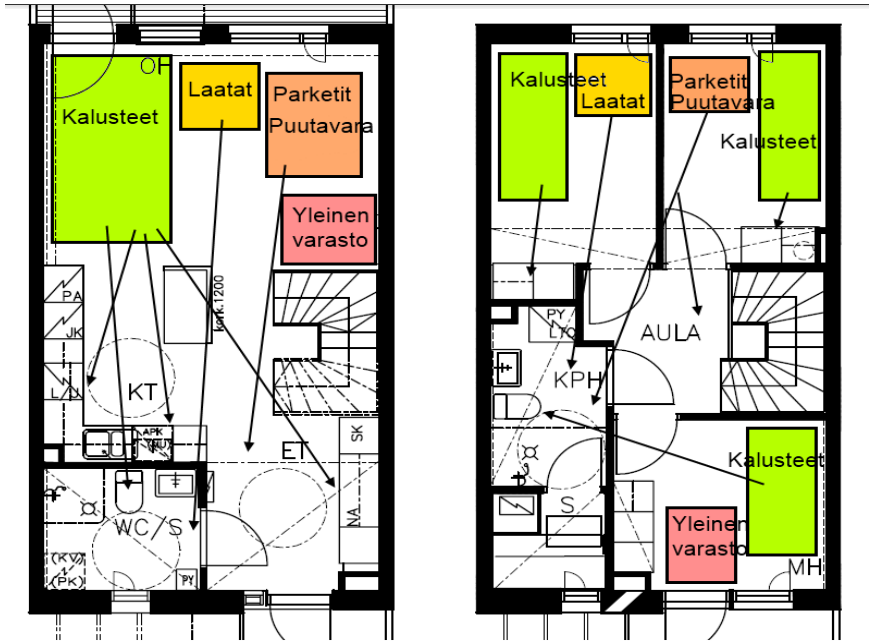 OH
Kalusteet
Laatat
Parketit
Puutavara
Yleinen
varasto
kork.1200
PA
JK
KT
APK
ET
SK
NA
WC/S
(KV)
(PK)
PY
Kalusteet
Laatat
Parketit
Puutavara
Kalusteet
PY
AULA
KPH
S
Kalusteet
Yleinen
varasto
MH